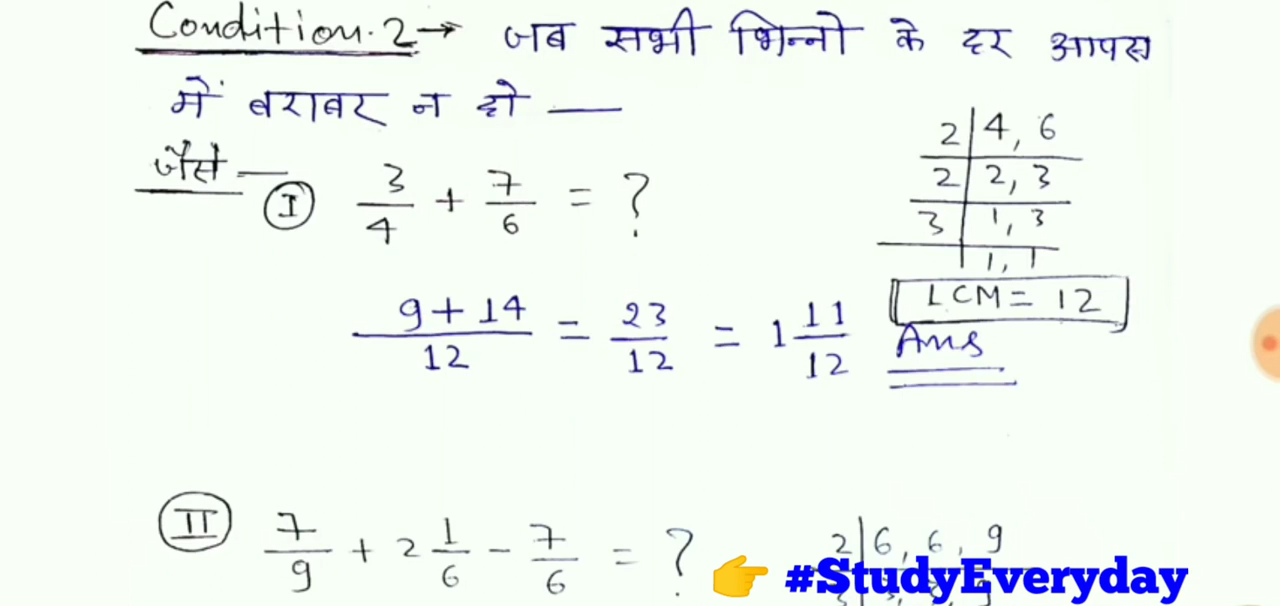 Condition.2→ जब सभी भिन्नो के हर आपस
में बराबर न हो —
जैसे — I 3/4 + 7/6 = ?
2 | 4, 6
2 | 2, 3
3 | 1, 3
1, 1
LCM = 12
9+14/12 = 23/12 = 1 11/12 Ans
II 7/9 + 2 1/6 - 7/6 = ?
2 | 6, 6, 9
👉 #StudyEveryday